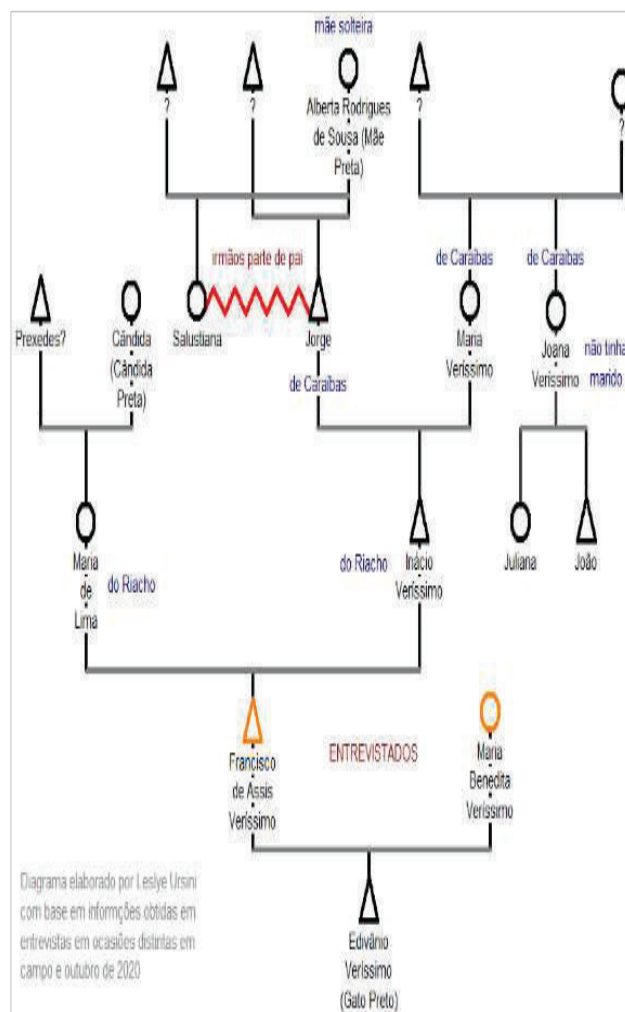 mãe solteira
?
?
Alberta Rodrigues
de Sousa (Mãe
Preta)
?
?
irmãos parte de pai
de Caraíbas
de Caraíbas
Prexedes?
Cândida
(Cândida
Preta)
Salustiana
Jorge
de Caraíbas
Maria
Veríssimo
Joana
Veríssimo
não tinha
marido
Maria
de
Lima
do Riacho
do Riacho
Inácio
Veríssimo
Juliana
João
Francisco
de Assis
Veríssimo
ENTREVISTADOS
Maria
Benedita
Veríssimo
Diagrama elaborado por Leslye Ursini
com base em informções obtidas em
entrevistas em ocasiões distintas em
campo e outubro de 2020
Edivânio
Veríssimo
(Gato Preto)